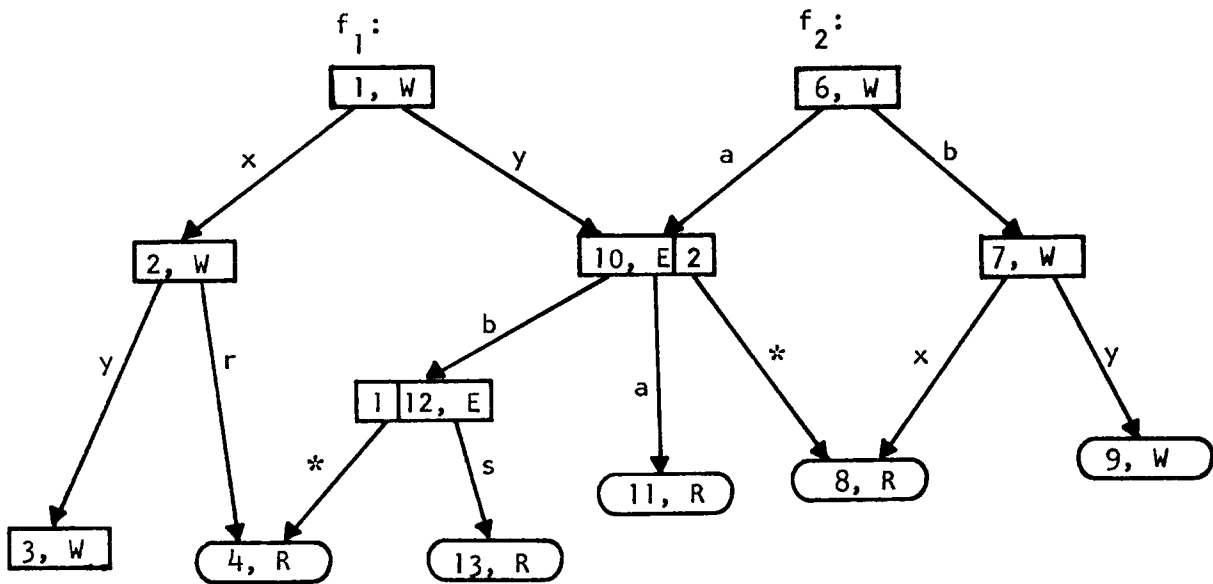 f1: f2:
1, W 6, W
x y a b
2, W 10, E 2 7, W
b
y r * x y
1 12, E a
* s
9, W
8, R
11, R
3, W 4, R 13, R